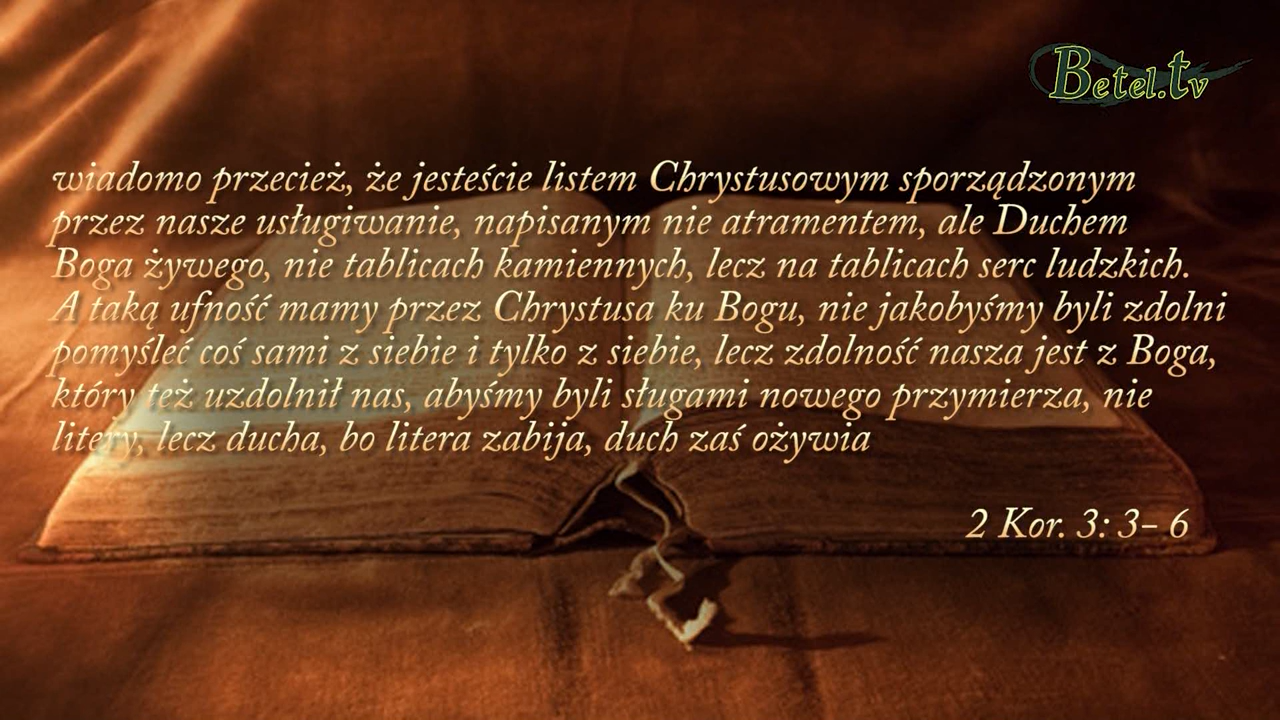 Betel.tv
wiadomo przecież, że jesteście listem Chrystusowym sporządzonym
przez nasze usługiwanie, napisanym nie atramentem, ale Duchem
Boga żywego, nie tablicach kamiennych, lecz na tablicach serc ludzkich.
A taką ufność mamy przez Chrystusa ku Bogu, nie jakobyśmy byli zdolni
pomyśleć coś sami z siebie i tylko z siebie, lecz zdolność nasza jest z Boga,
który też uzdolnił nas, abyśmy byli sługami nowego przymierza, nie
litery, lecz ducha, bo litera zabija, duch zaś ożywia
2 Kor. 3: 3- 6